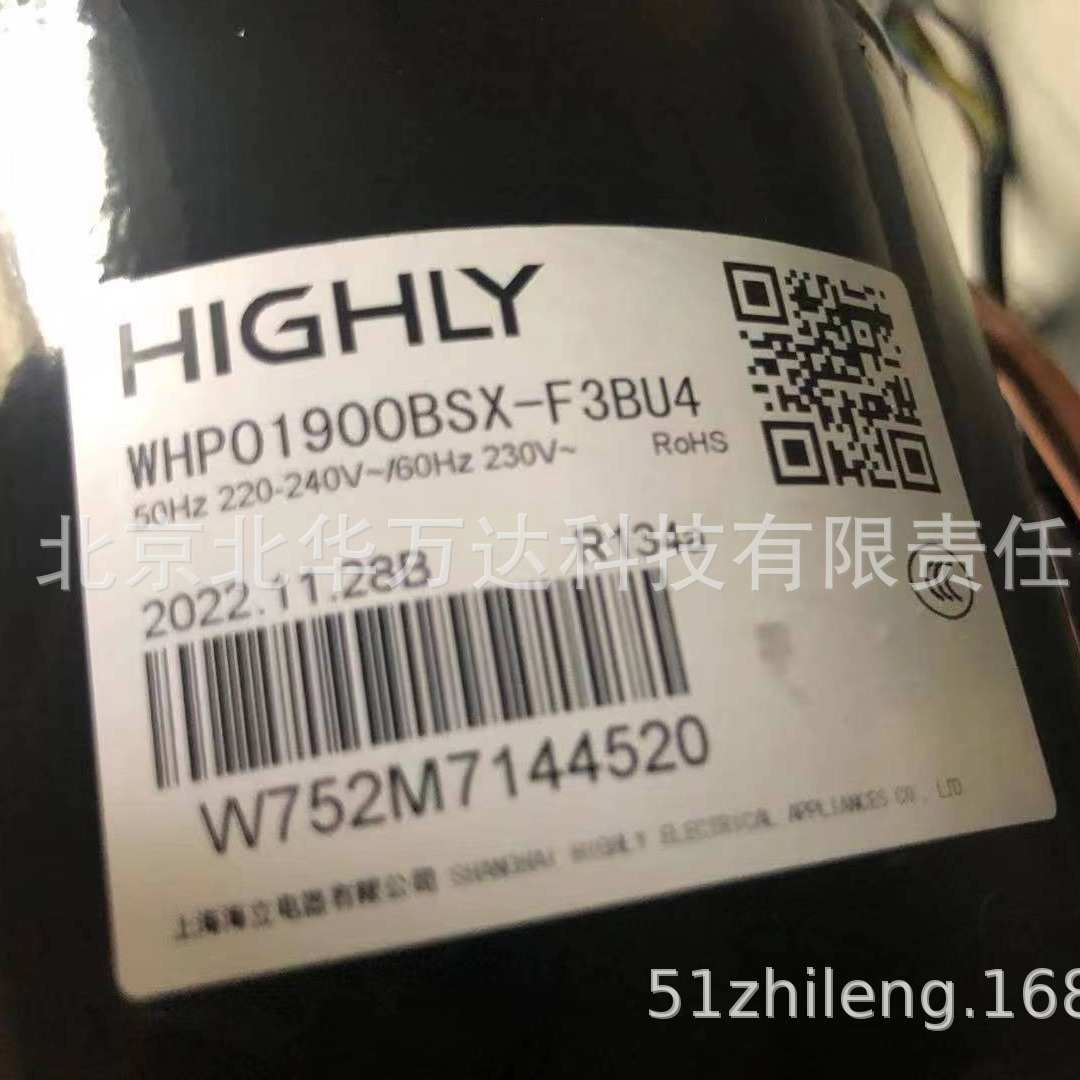 HIGHLY
WHP01900BSX-F3BU4
50Hz 220-240V~/60Hz 230V~ RoHS
北京北华万达科技有限责任
2022.11.28B R134a
W752M7144520
上海海立电器有限公司 SHANGHAI HIGHLY ELECTRICAL APPLIANCES CO., LTD.
51zhileng.168